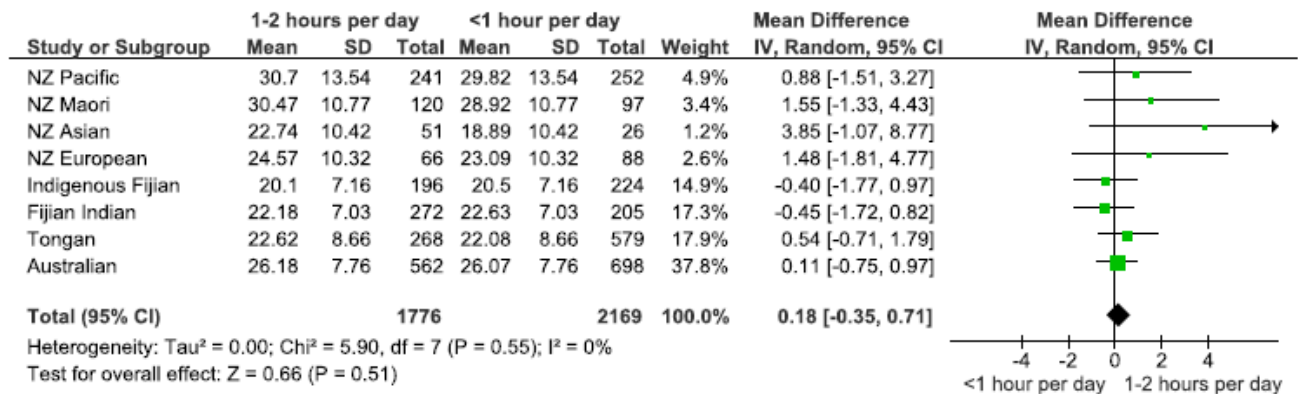 1-2 hours per day <1 hour per day Mean Difference Mean Difference
Study or Subgroup Mean SD Total Mean SD Total Weight IV, Random, 95% CI IV, Random, 95% CI
NZ Pacific 30.7 13.54 241 29.82 13.54 252 4.9% 0.88 [-1.51, 3.27]
NZ Maori 30.47 10.77 120 28.92 10.77 97 3.4% 1.55 [-1.33, 4.43]
NZ Asian 22.74 10.42 51 18.89 10.42 26 1.2% 3.85 [-1.07, 8.77]
NZ European 24.57 10.32 66 23.09 10.32 88 2.6% 1.48 [-1.81, 4.77]
Indigenous Fijian 20.1 7.16 196 20.5 7.16 224 14.9% -0.40 [-1.77, 0.97]
Fijian Indian 22.18 7.03 272 22.63 7.03 205 17.3% -0.45 [-1.72, 0.82]
Tongan 22.62 8.66 268 22.08 8.66 579 17.9% 0.54 [-0.71, 1.79]
Australian 26.18 7.76 562 26.07 7.76 698 37.8% 0.11 [-0.75, 0.97]
Total (95% CI) 1776 2169 100.0% 0.18 [-0.35, 0.71]
Heterogeneity: Tau² = 0.00; Chi² = 5.90, df = 7 (P = 0.55); I² = 0%
Test for overall effect: Z = 0.66 (P = 0.51)
-4 -2 0 2 4
<1 hour per day 1-2 hours per day